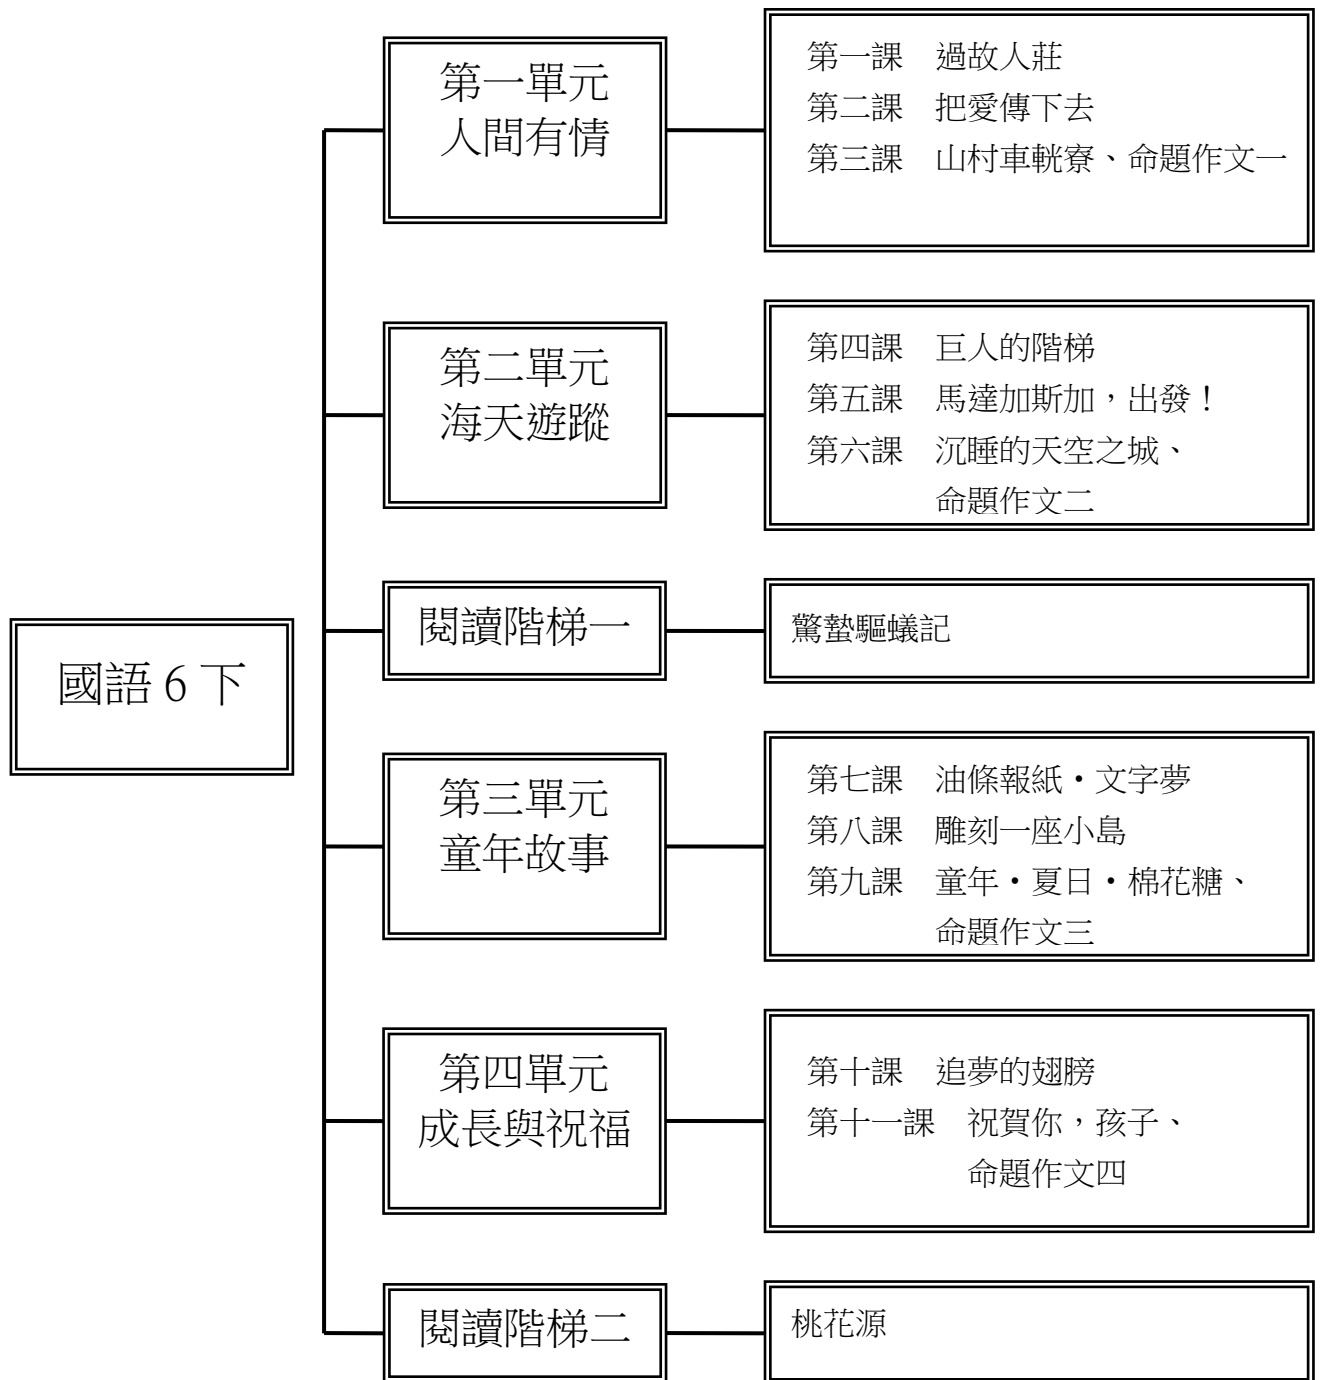 國語 6 下
第一單元
人間有情
第一課　過故人莊
第二課　把愛傳下去
第三課　山村車輄寮、命題作文一
第二單元
海天遊蹤
第四課　巨人的階梯
第五課　馬達加斯加，出發！
第六課　沉睡的天空之城、
命題作文二
閱讀階梯一
驚蟄驅蟻記
第三單元
童年故事
第七課　油條報紙‧文字夢
第八課　雕刻一座小島
第九課　童年‧夏日‧棉花糖、
命題作文三
第四單元
成長與祝福
第十課　追夢的翅膀
第十一課　祝賀你，孩子、
命題作文四
閱讀階梯二
桃花源